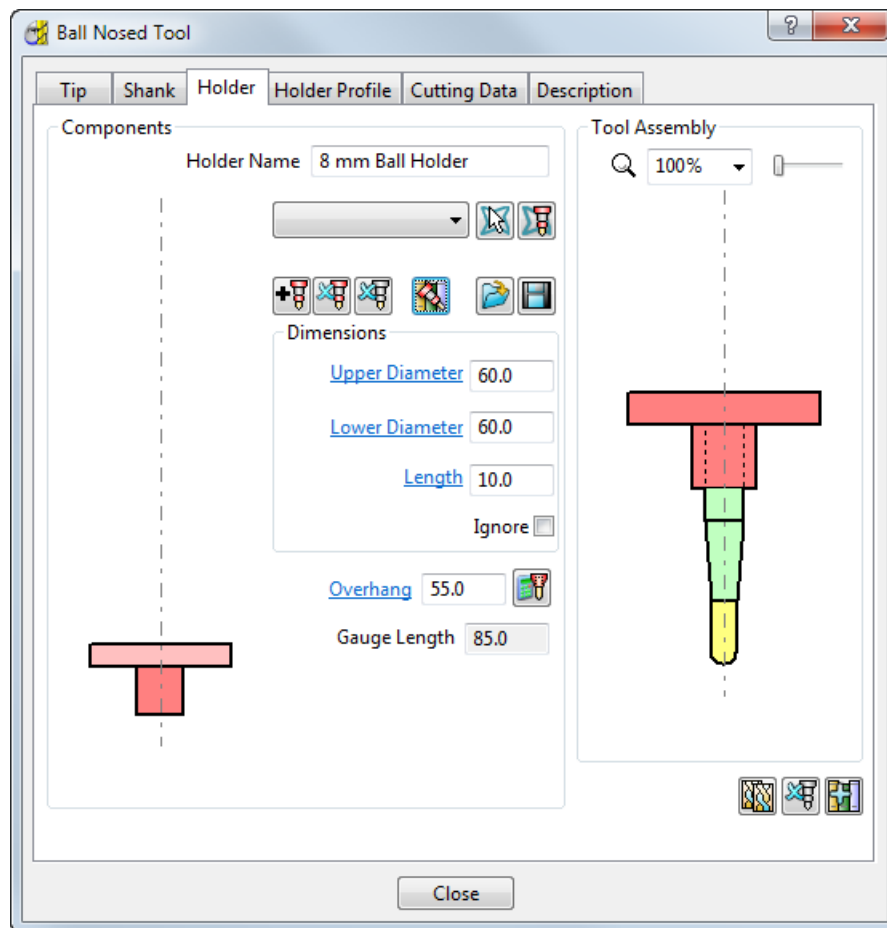 Ball Nosed Tool
Tip Shank Holder Holder Profile Cutting Data Description
Components
Holder Name 8 mm Ball Holder
Dimensions
Upper Diameter 60.0
Lower Diameter 60.0
Length 10.0
Ignore
Overhang 55.0
Gauge Length 85.0
Tool Assembly
100%
Close